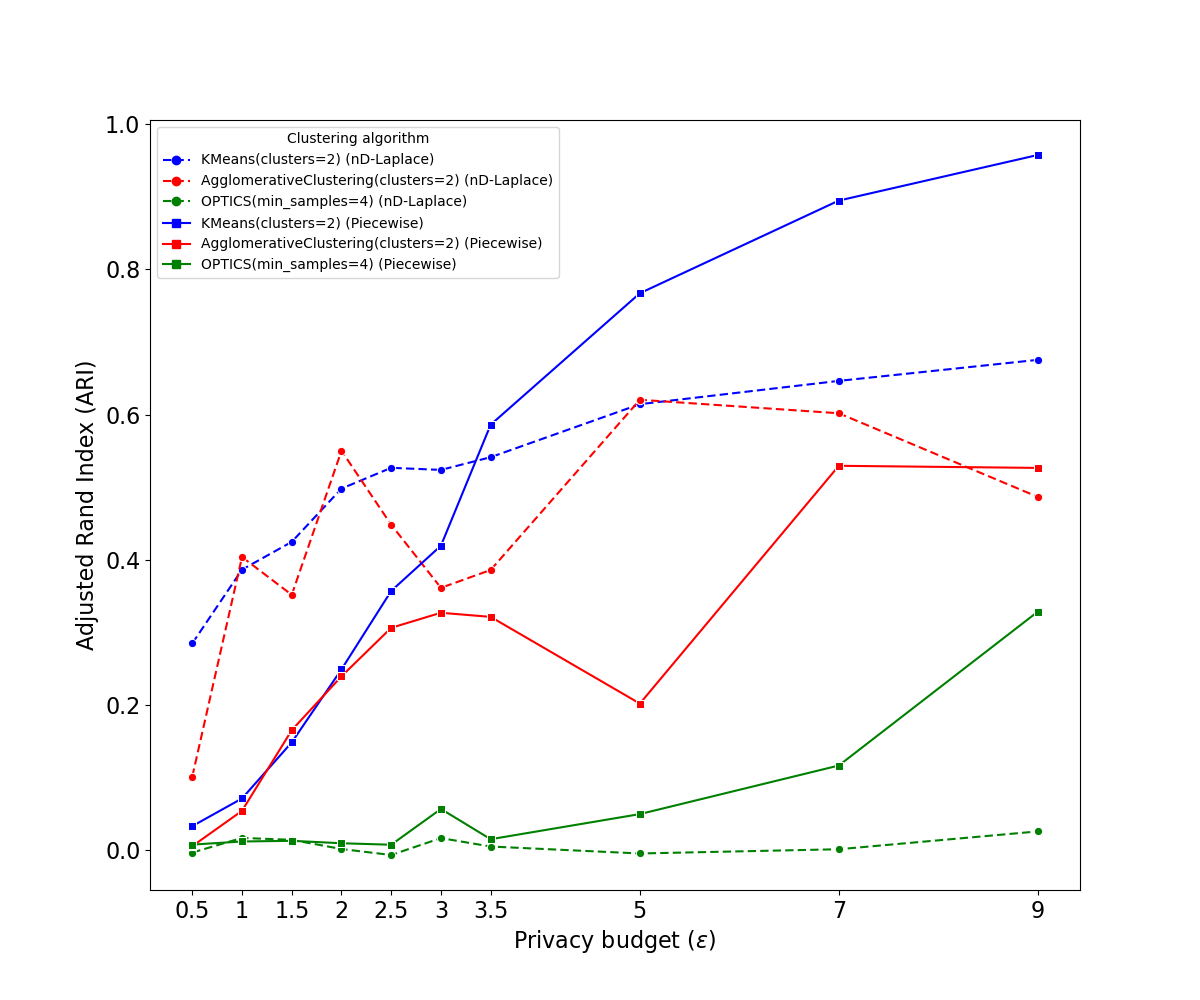 1.0
0.8
0.6
0.4
0.2
0.0
Adjusted Rand Index (ARI)
Clustering algorithm
KMeans(clusters=2) (nD-Laplace)
AgglomerativeClustering(clusters=2) (nD-Laplace)
OPTICS(min_samples=4) (nD-Laplace)
KMeans(clusters=2) (Piecewise)
AgglomerativeClustering(clusters=2) (Piecewise)
OPTICS(min_samples=4) (Piecewise)
0.5 1 1.5 2 2.5 3 3.5 5 7 9
Privacy budget (ε)